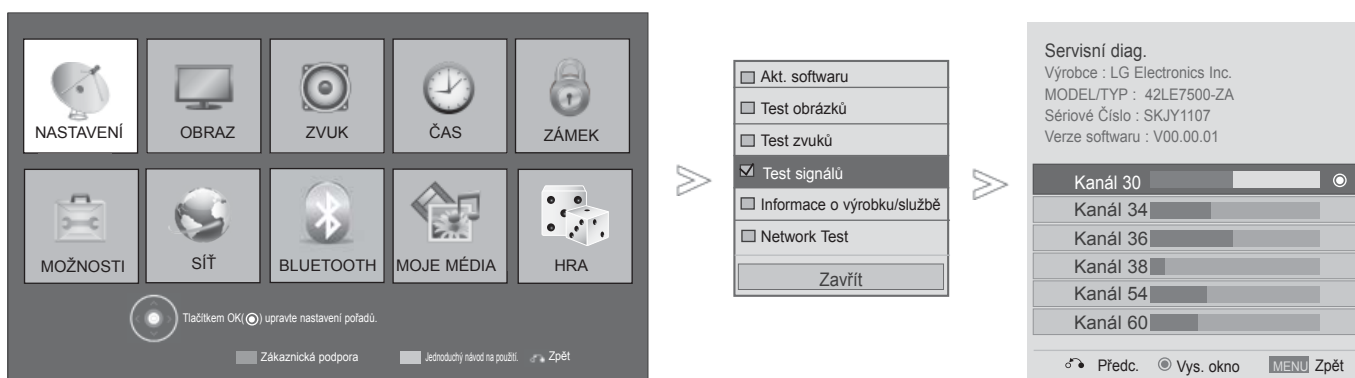 NASTAVENÍ
OBRAZ
ZVUK
ČAS
ZÁMEK
MOŽNOSTI
SÍŤ
BLUETOOTH
MOJE MÉDIA
HRA
Tlačítkem OK(◉) upravte nastavení pořadů.
Zákaznická podpora
Jednoduchý návod na použití.
Zpět
Akt. softwaru
Test obrázků
Test zvuků
Test signálů
Informace o výrobku/službě
Network Test
Zavřít
Servisní diag.
Výrobce : LG Electronics Inc.
MODEL/TYP : 42LE7500-ZA
Sériové Číslo : SKJY1107
Verze softwaru : V00.00.01
Kanál 30
Kanál 34
Kanál 36
Kanál 38
Kanál 54
Kanál 60
Předc.
Vys. okno
MENU Zpět